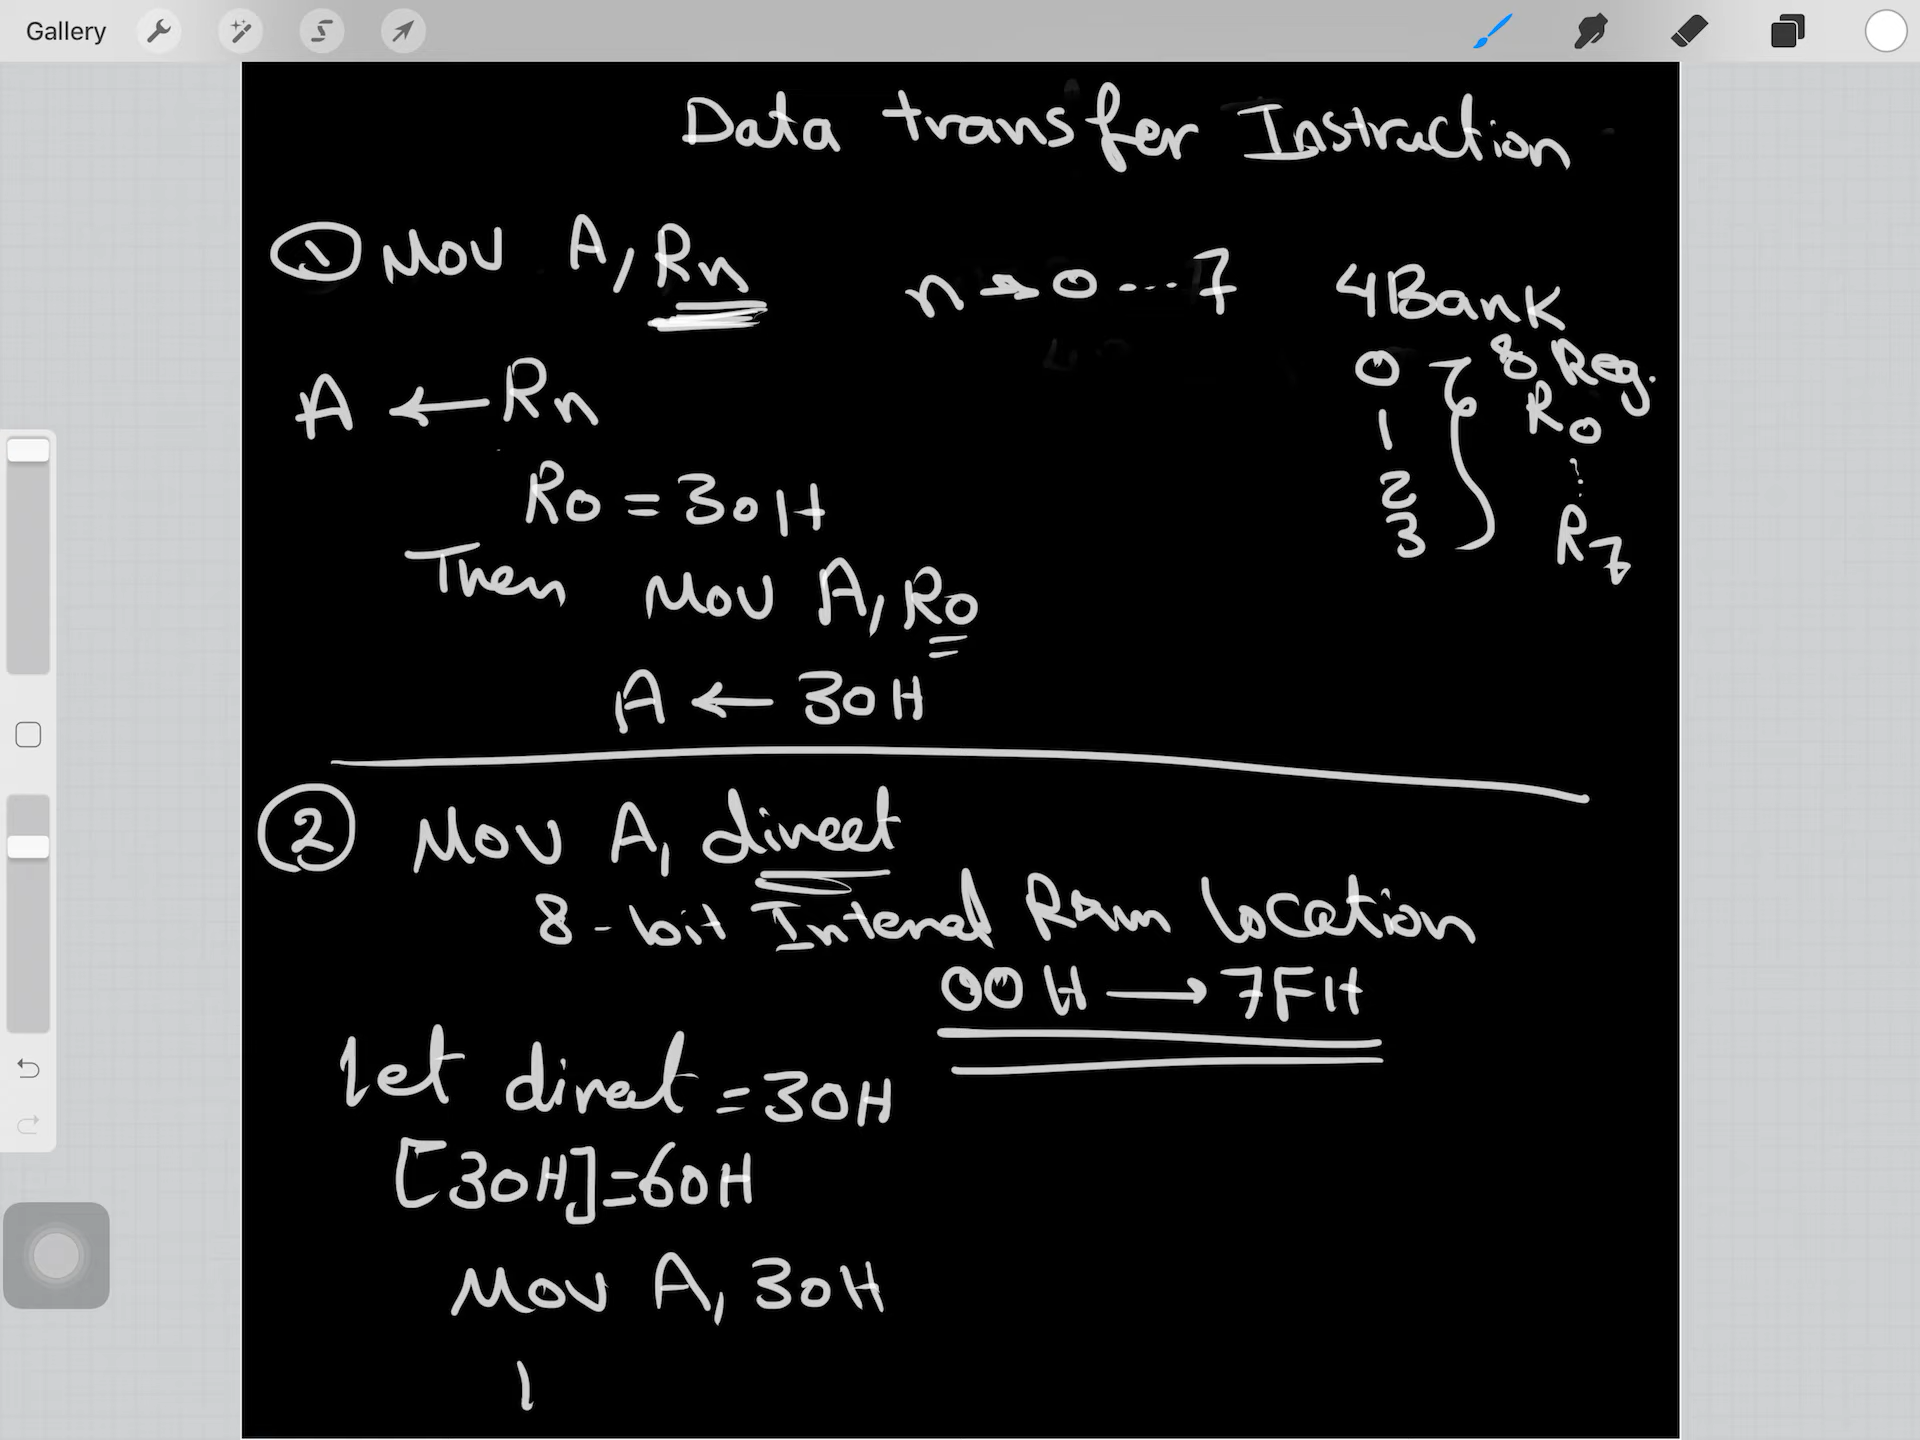 Gallery
Data transfer Instruction
① Mov A, Rn
n → 0 ... 7
4 Bank
0
1
2
3
8 Reg.
R0
⋮
R7
A ← Rn
R0 = 30H
Then Mov A, R0
A ← 30H
② Mov A, direct
8-bit Internal Ram Location
00H → 7FH
Let direct = 30H
[30H]=60H
Mov A, 30H